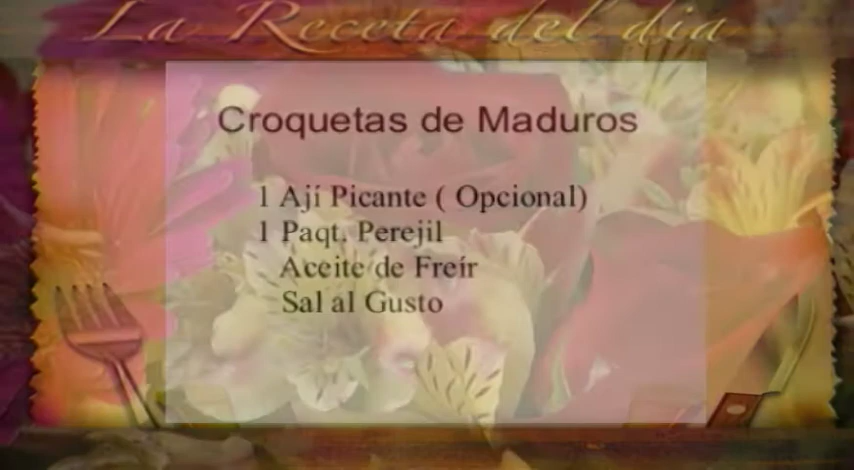 La Receta del dia
Croquetas de Maduros
1 Ají Picante ( Opcional)
1 Paqt. Perejil
Aceite de Freír
Sal al Gusto